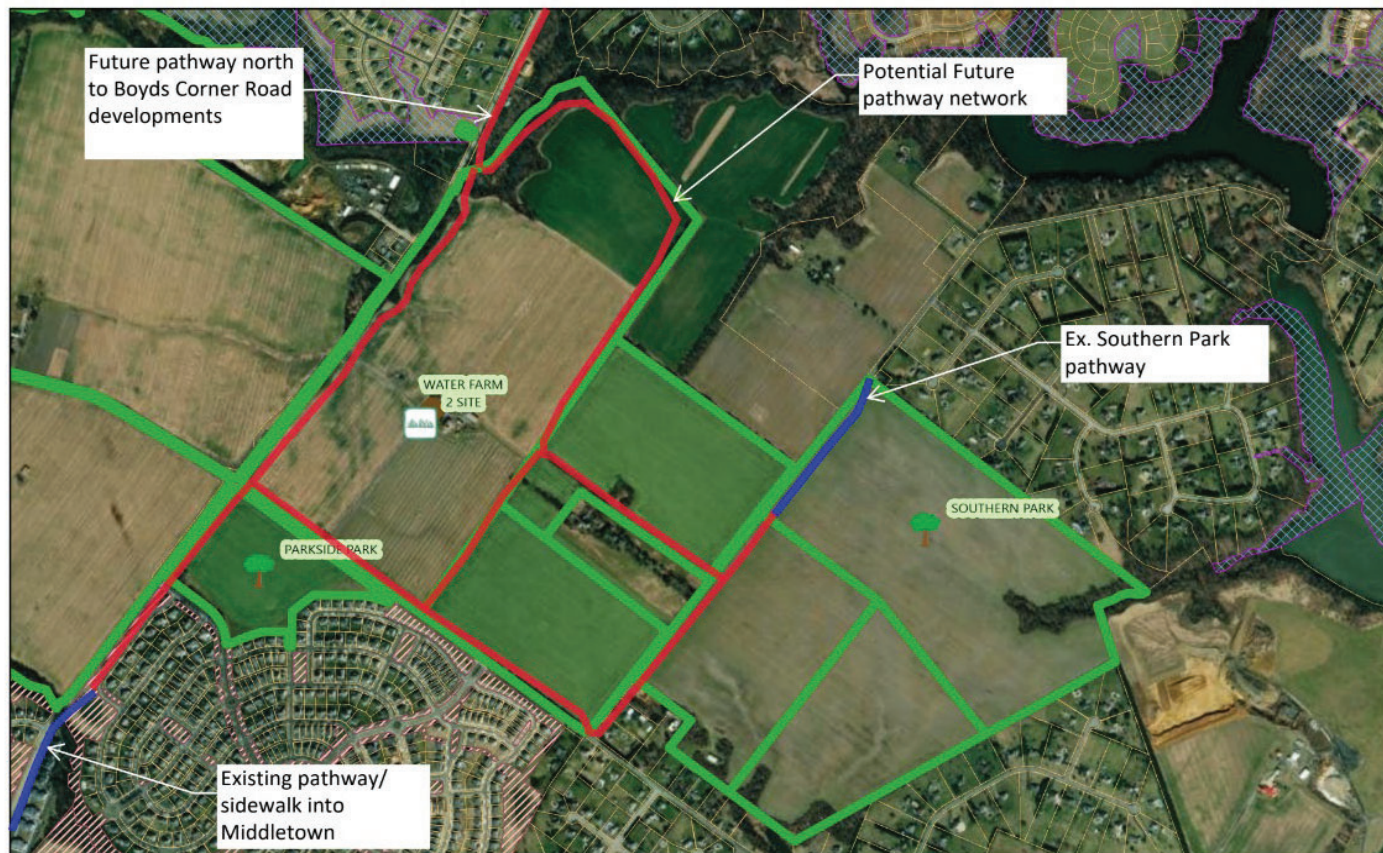 Future pathway north
to Boyds Corner Road
developments
Potential Future
pathway network
Ex. Southern Park
pathway
WATER FARM
2 SITE
SOUTHERN PARK
PARKSIDE PARK
Existing pathway/
sidewalk into
Middletown